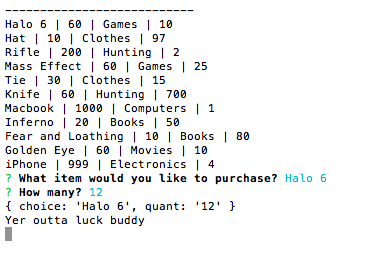 ---------------------------
Halo 6 | 60 | Games | 10
Hat | 10 | Clothes | 97
Rifle | 200 | Hunting | 2
Mass Effect | 60 | Games | 25
Tie | 30 | Clothes | 15
Knife | 60 | Hunting | 700
Macbook | 1000 | Computers | 1
Inferno | 20 | Books | 50
Fear and Loathing | 10 | Books | 80
Golden Eye | 60 | Movies | 10
iPhone | 999 | Electronics | 4
? What item would you like to purchase? Halo 6
? How many? 12
{ choice: 'Halo 6', quant: '12' }
Yer outta luck buddy